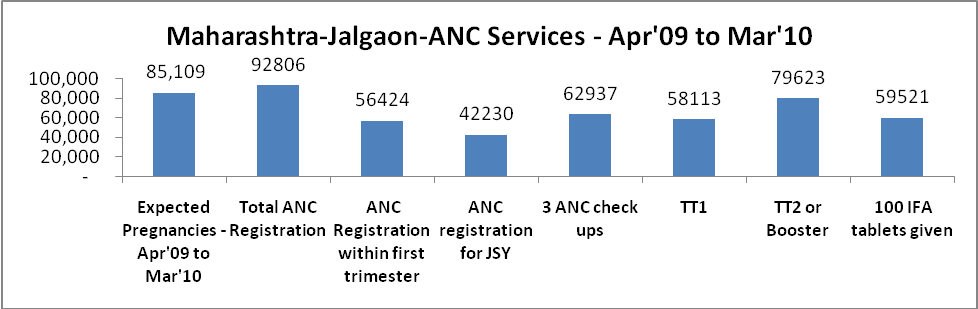 Maharashtra-Jalgaon-ANC Services - Apr'09 to Mar'10
100,000
80,000
60,000
40,000
20,000
-
85,109
92806
56424
42230
62937
58113
79623
59521
Expected
Pregnancies -
Apr'09 to
Mar'10
Total ANC
Registration
ANC
Registration
within first
trimester
ANC
registration
for JSY
3 ANC check
ups
TT1
TT2 or
Booster
100 IFA
tablets given